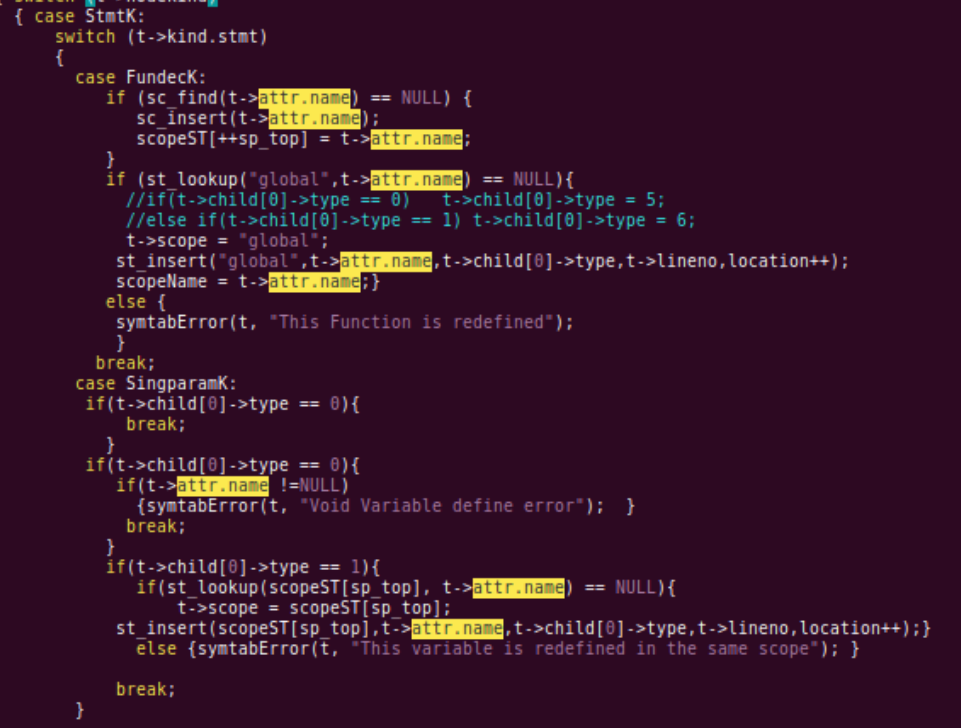 { case StmtK:
switch (t->kind.stmt)
{
case FundecK:
if (sc_find(t->attr.name) == NULL) {
sc_insert(t->attr.name);
scopeST[++sp_top] = t->attr.name;
}
if (st_lookup("global",t->attr.name) == NULL){
//if(t->child[0]->type == 0)   t->child[0]->type = 5;
//else if(t->child[0]->type == 1) t->child[0]->type = 6;
t->scope = "global";
st_insert("global",t->attr.name,t->child[0]->type,t->lineno,location++);
scopeName = t->attr.name;}
else {
symtabError(t, "This Function is redefined");
}
break;
case SingparamK:
if(t->child[0]->type == 0){
break;
}
if(t->child[0]->type == 0){
if(t->attr.name !=NULL)
{symtabError(t, "Void Variable define error");  }
break;
}
if(t->child[0]->type == 1){
if(st_lookup(scopeST[sp_top], t->attr.name) == NULL){
t->scope = scopeST[sp_top];
st_insert(scopeST[sp_top],t->attr.name,t->child[0]->type,t->lineno,location++);}
else {symtabError(t, "This variable is redefined in the same scope"); }
break;
}